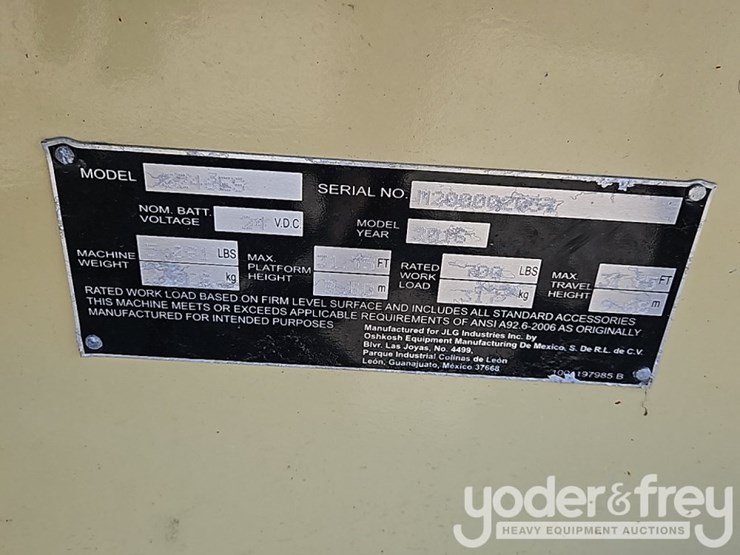 MODEL
SERIAL NO.
NOM. BATT. VOLTAGE 24 V.D.C.
MODEL YEAR
MACHINE WEIGHT LBS kg
MAX. PLATFORM HEIGHT FT m
RATED WORK LOAD 700 LBS kg
MAX. TRAVEL HEIGHT FT m
RATED WORK LOAD BASED ON FIRM LEVEL SURFACE AND INCLUDES ALL STANDARD ACCESSORIES
THIS MACHINE MEETS OR EXCEEDS APPLICABLE REQUIREMENTS OF ANSI A92.6-2006 AS ORIGINALLY
MANUFACTURED FOR INTENDED PURPOSES
Manufactured for JLG Industries Inc. by
Oshkosh Equipment Manufacturing De Mexico, S. De R.L. de C.V.
Blvr. Las Joyas, No. 4499,
Parque Industrial Colinas de León
León, Guanajuato, México 37668
1001197985 B
yoder&frey
HEAVY EQUIPMENT AUCTIONS